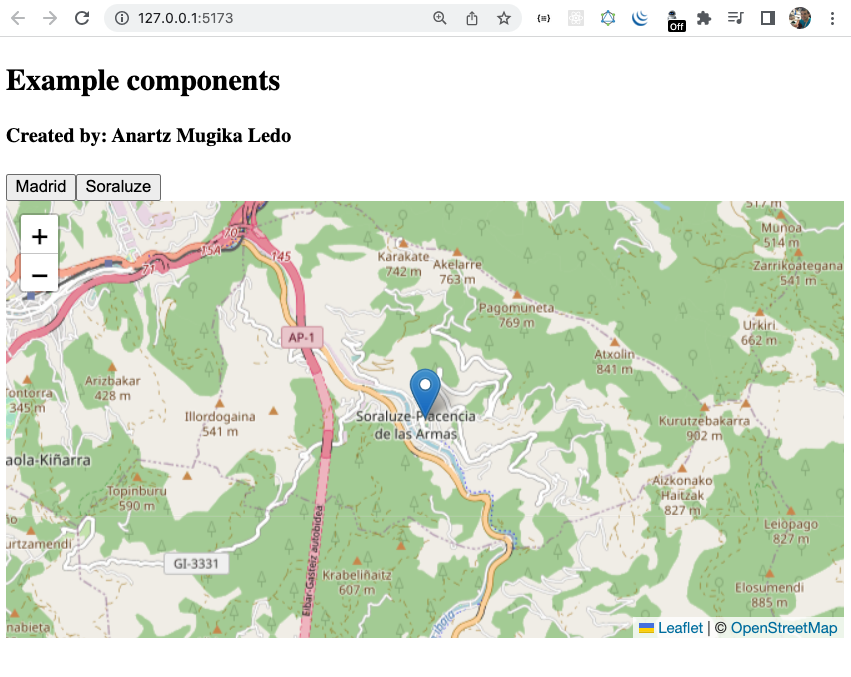 127.0.0.1:5173
Off
Example components
Created by: Anartz Mugika Ledo
Madrid
Soraluze
+
−
70
15A
145
71
517 m
Munoa
514 m
Karakate
742 m
Akelarre
763 m
Zarrikoategana
541 m
Pagomuneta
769 m
Urkiri
662 m
AP-1
Atxolin
841 m
Arizbakar
428 m
Tontorra
345 m
Illordogaina
541 m
Soraluze-Placencia
de las Armas
Kurutzebakarra
902 m
aola-Kiñarra
Topinburu
590 m
Aizkonako
Haitzak
827 m
Leiopago
827 m
urtzamendi
GI-3331
Eibar-Gasteiz autobidea
Krabeliñaitz
607 m
Elosumendi
885 m
nabieta
Leaflet | © OpenStreetMap